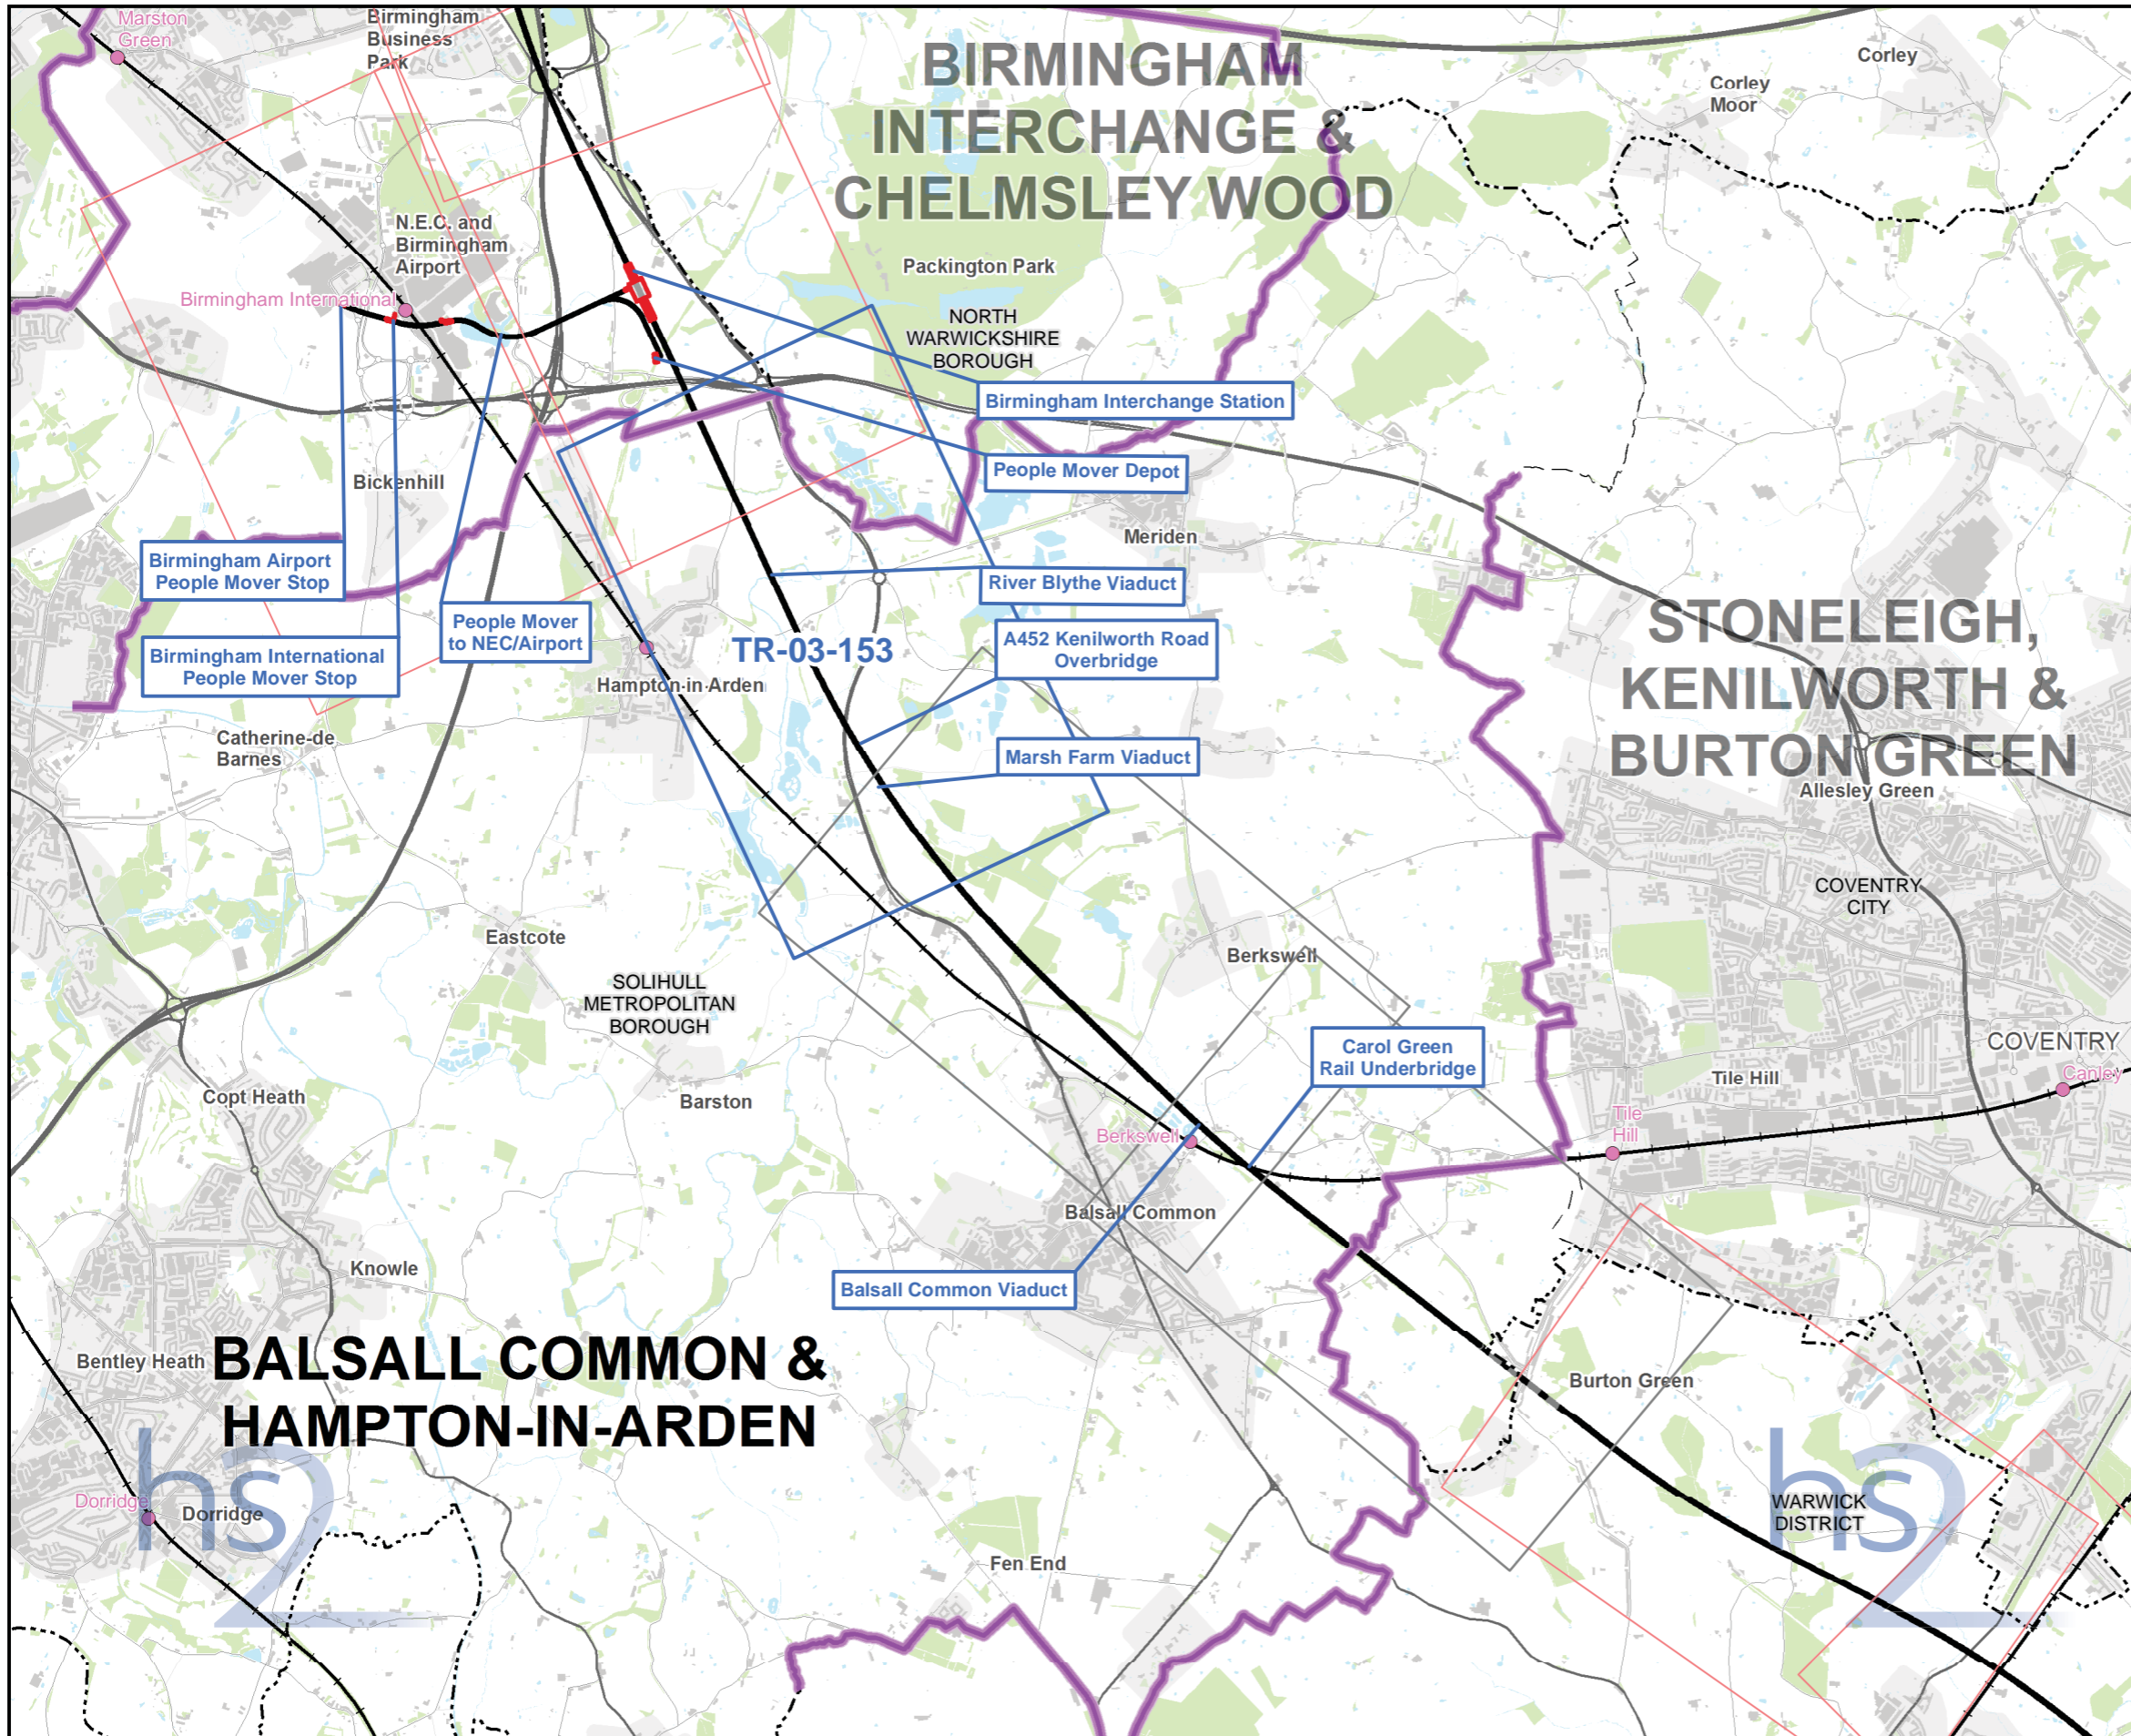 Marston
Green
Birmingham
Business
Park
BIRMINGHAM
INTERCHANGE &
CHELMSLEY WOOD
Corley
Corley
Moor
N.E.C. and
Birmingham
Airport
Packington Park
Birmingham International
NORTH
WARWICKSHIRE
BOROUGH
Birmingham Interchange Station
People Mover Depot
Bickenhill
Meriden
Birmingham Airport
People Mover Stop
River Blythe Viaduct
People Mover
to NEC/Airport
STONELEIGH,
KENILWORTH &
BURTON GREEN
Birmingham International
People Mover Stop
TR-03-153
A452 Kenilworth Road
Overbridge
Hampton-in-Arden
Catherine-de
Barnes
Marsh Farm Viaduct
Allesley Green
COVENTRY
CITY
Eastcote
Berkswell
SOLIHULL
METROPOLITAN
BOROUGH
Carol Green
Rail Underbridge
COVENTRY
Canley
Tile Hill
Copt Heath
Barston
Tile
Hill
Berkswell
Balsall Common
Knowle
Balsall Common Viaduct
BALSALL COMMON &
HAMPTON-IN-ARDEN
Bentley Heath
Burton Green
hs2
hs2
WARWICK
DISTRICT
Dorridge
Dorridge
Fen End